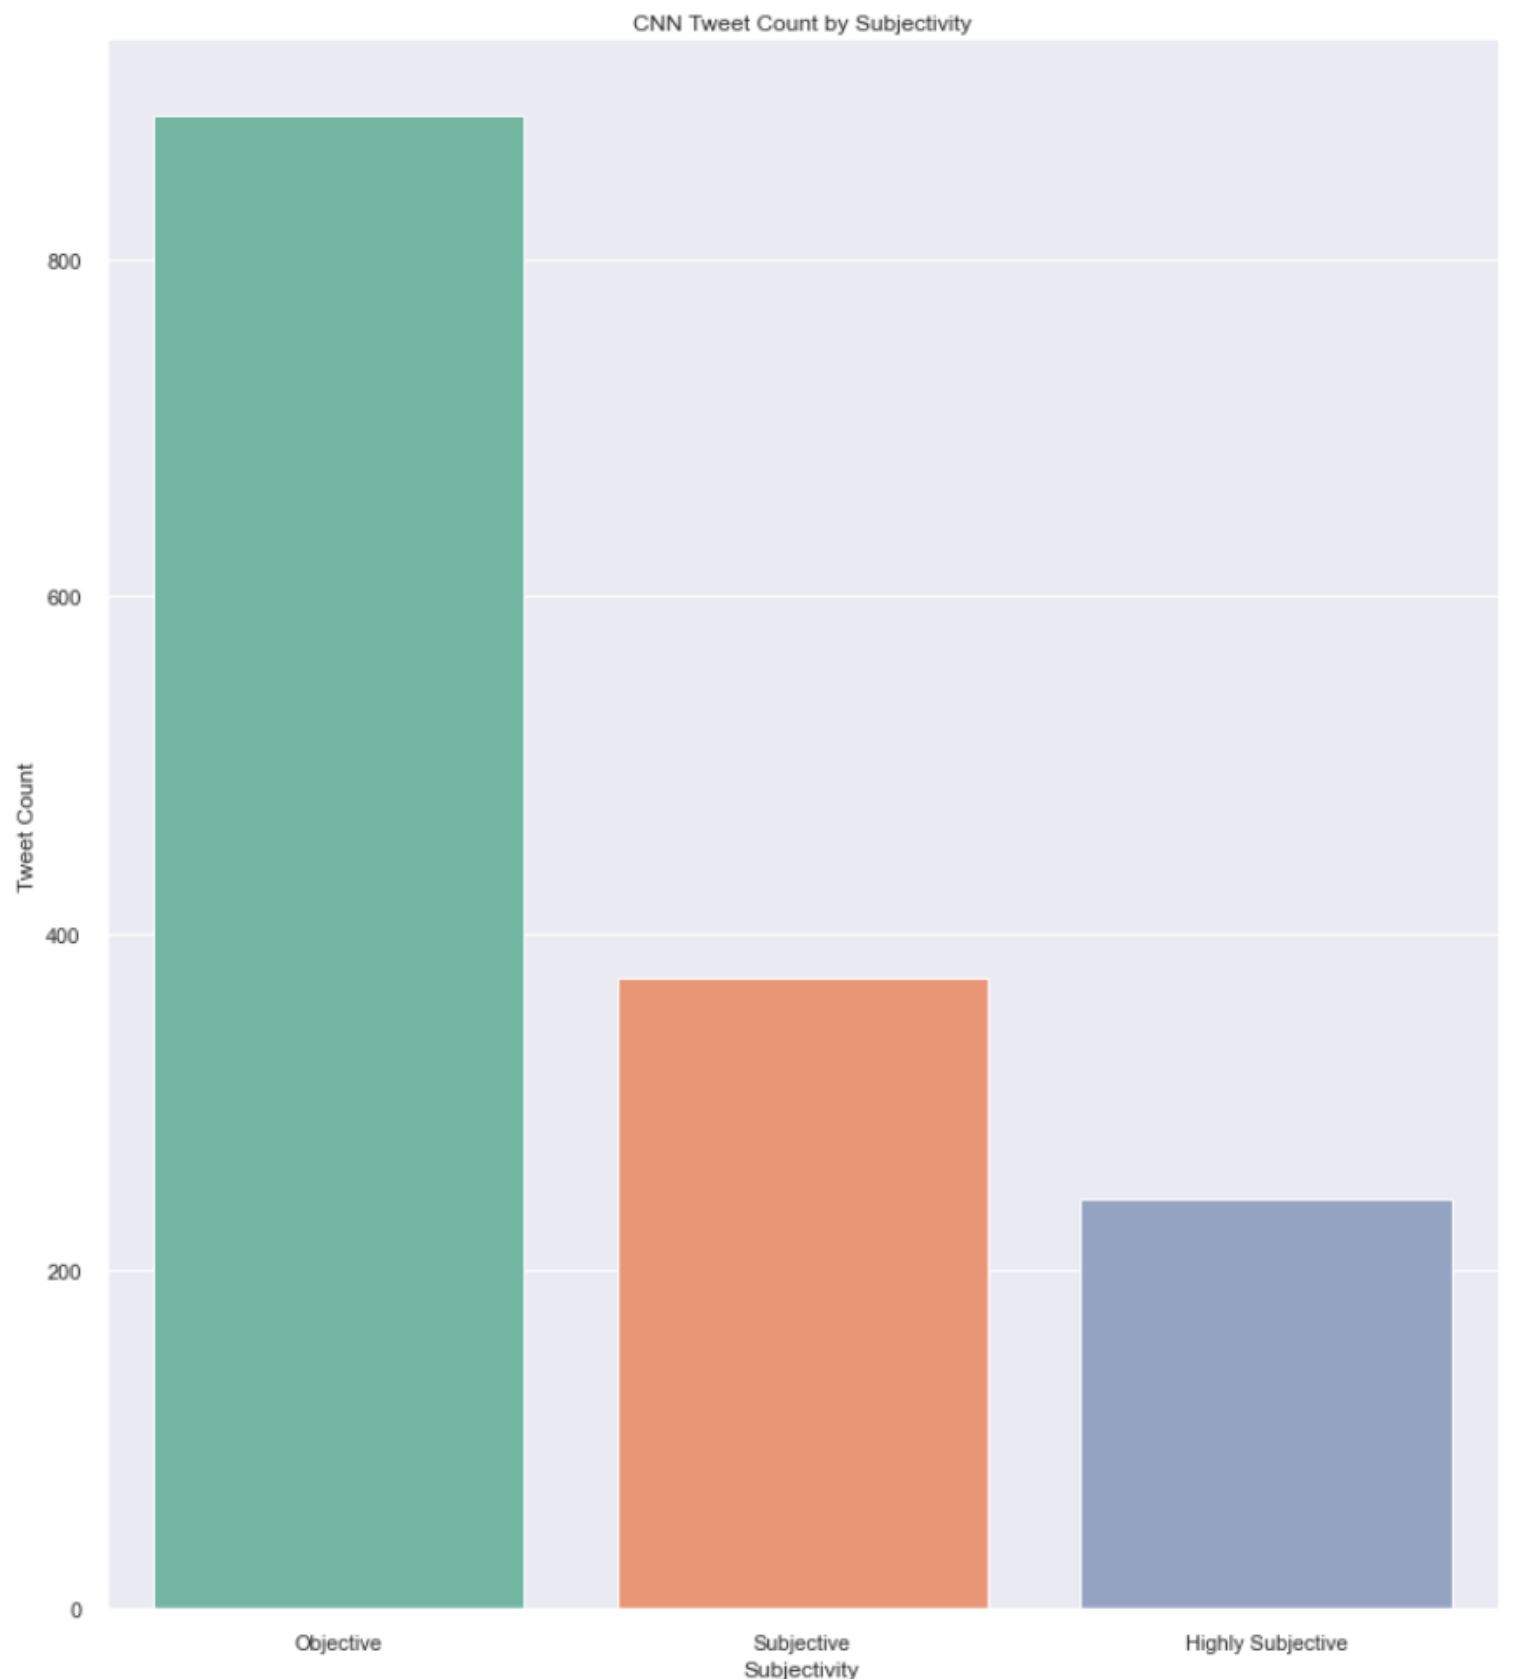 CNN Tweet Count by Subjectivity
800
600
400
200
0
Tweet Count
Objective
Subjective
Highly Subjective
Subjectivity